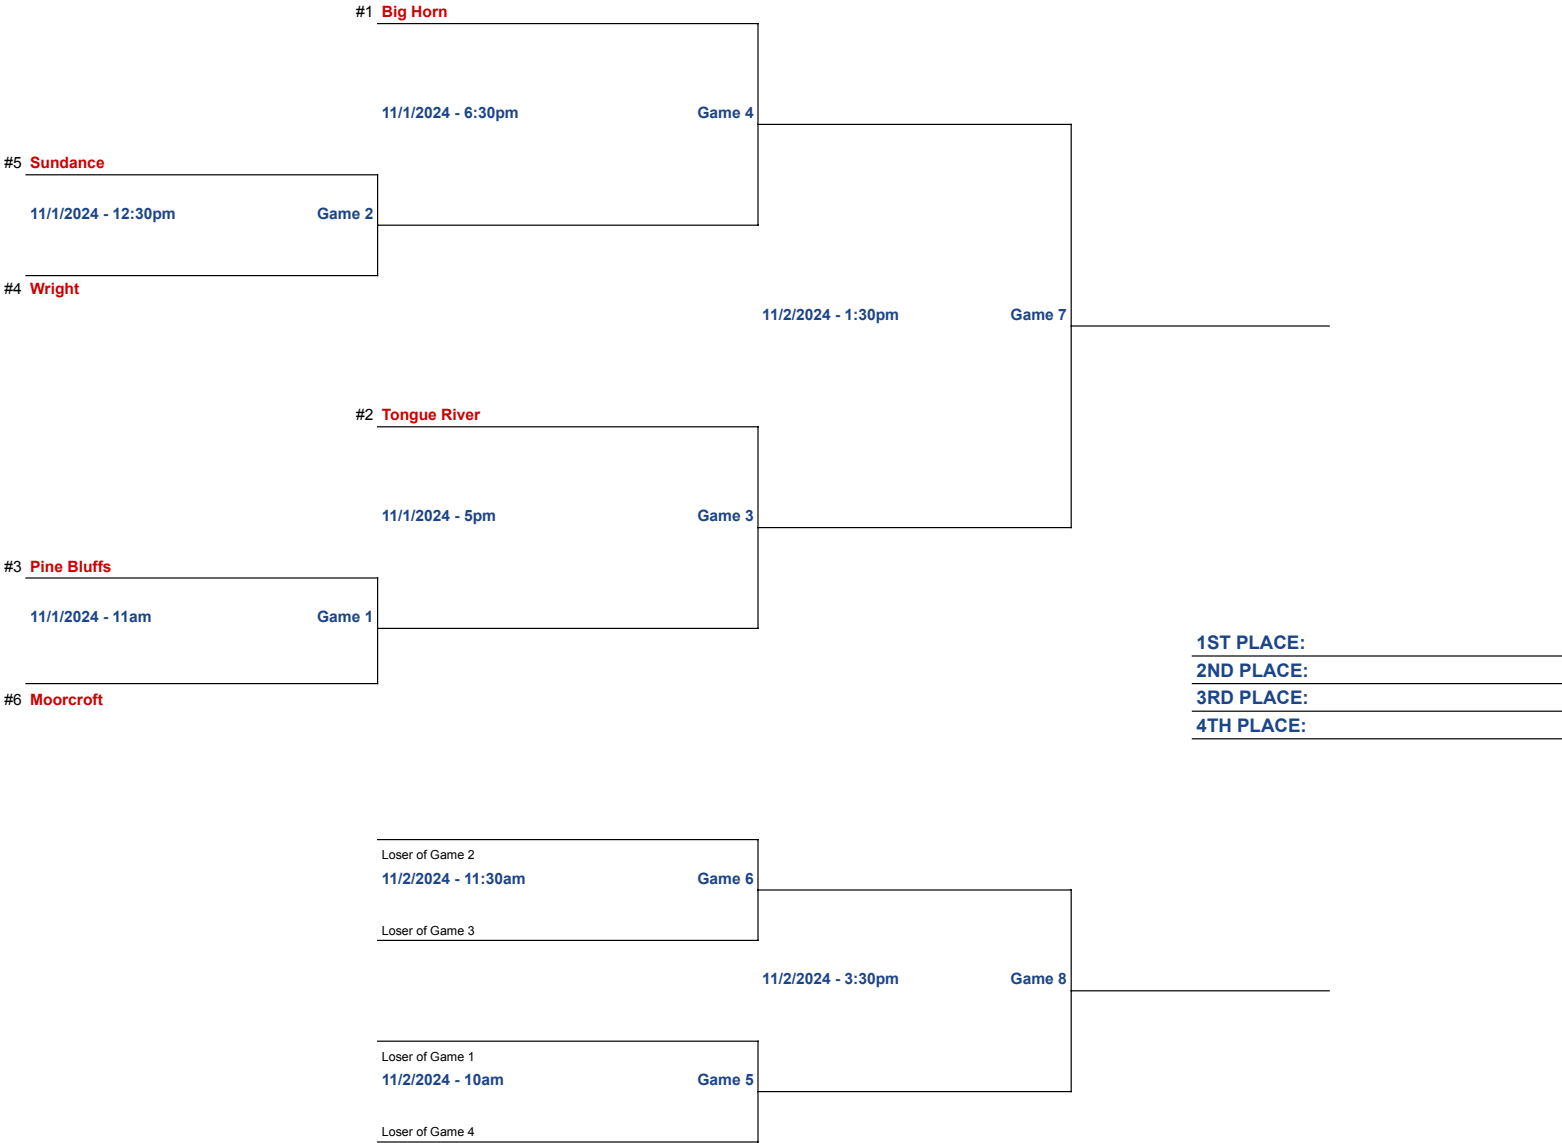 #1 Big Horn
11/1/2024 - 6:30pm Game 4
#5 Sundance
11/1/2024 - 12:30pm Game 2
#4 Wright
11/2/2024 - 1:30pm Game 7
#2 Tongue River
11/1/2024 - 5pm Game 3
#3 Pine Bluffs
11/1/2024 - 11am Game 1
#6 Moorcroft
1ST PLACE:
2ND PLACE:
3RD PLACE:
4TH PLACE:
Loser of Game 2
11/2/2024 - 11:30am Game 6
Loser of Game 3
11/2/2024 - 3:30pm Game 8
Loser of Game 1
11/2/2024 - 10am Game 5
Loser of Game 4